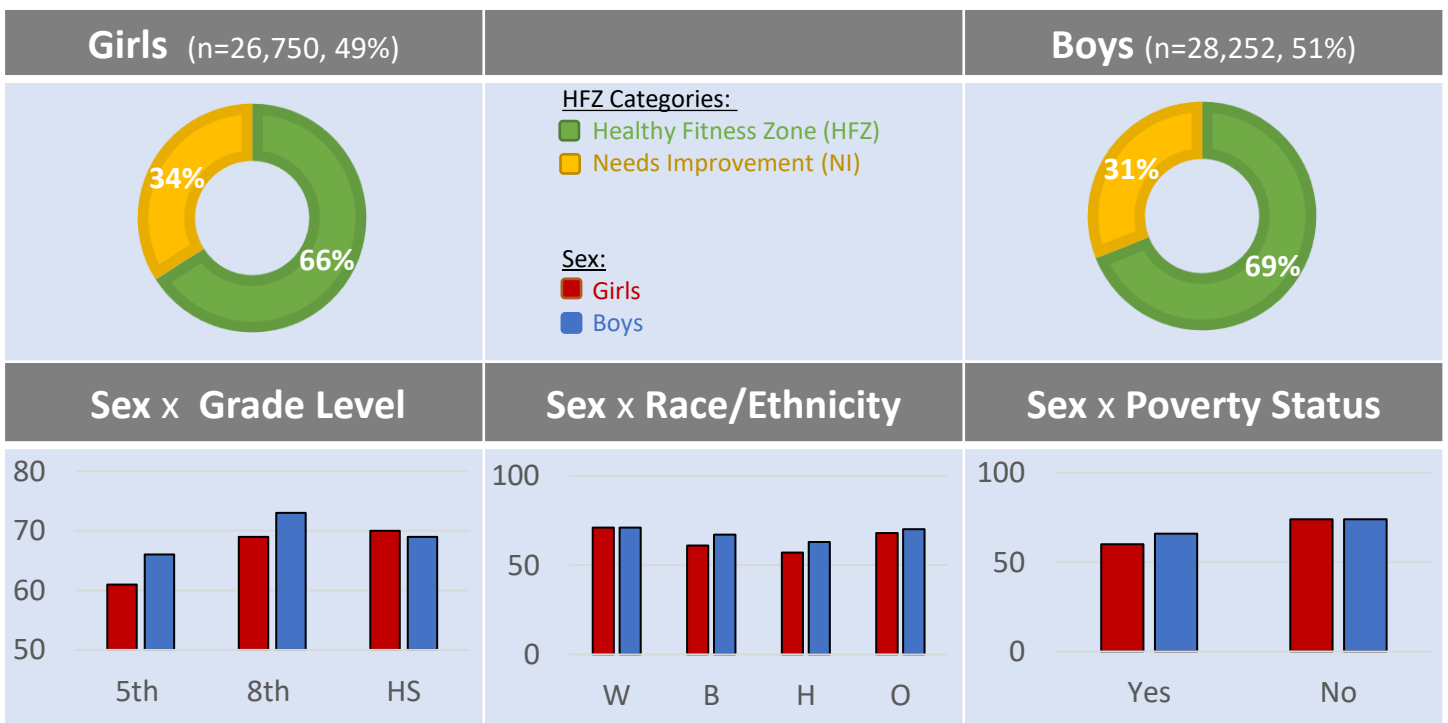 Girls (n=26,750, 49%)
Boys (n=28,252, 51%)
34%
66%
HFZ Categories:
Healthy Fitness Zone (HFZ)
Needs Improvement (NI)
Sex:
Girls
Boys
31%
69%
Sex x Grade Level
Sex x Race/Ethnicity
Sex x Poverty Status
80
70
60
50
5th 8th HS
100
50
0
W B H O
100
50
0
Yes No